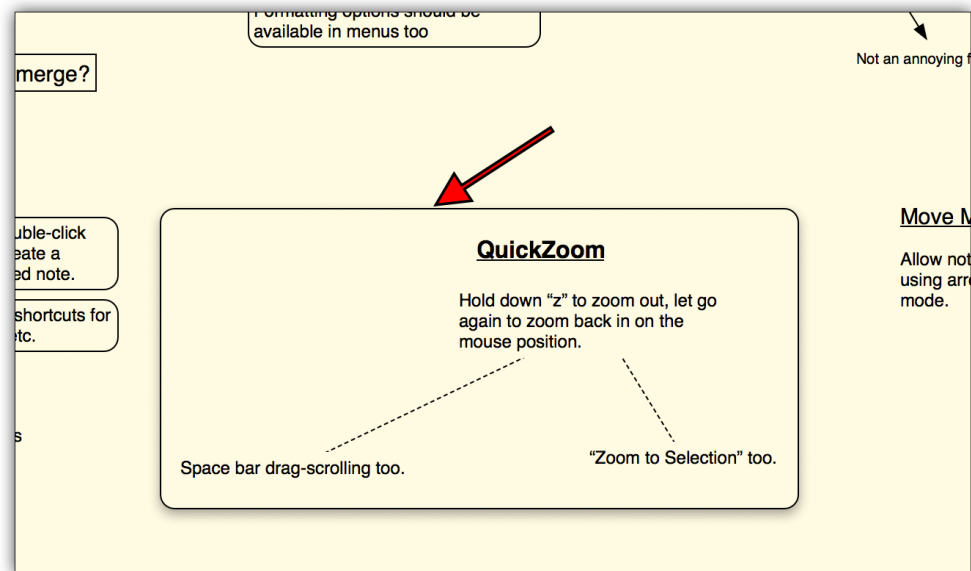 Formatting options should be
available in menus too
Not an annoying f
merge?
uble-click
eate a
ed note.
shortcuts for
etc.
s
QuickZoom
Hold down “z” to zoom out, let go
again to zoom back in on the
mouse position.
Space bar drag-scrolling too.
“Zoom to Selection” too.
Move M
Allow not
using arr
mode.